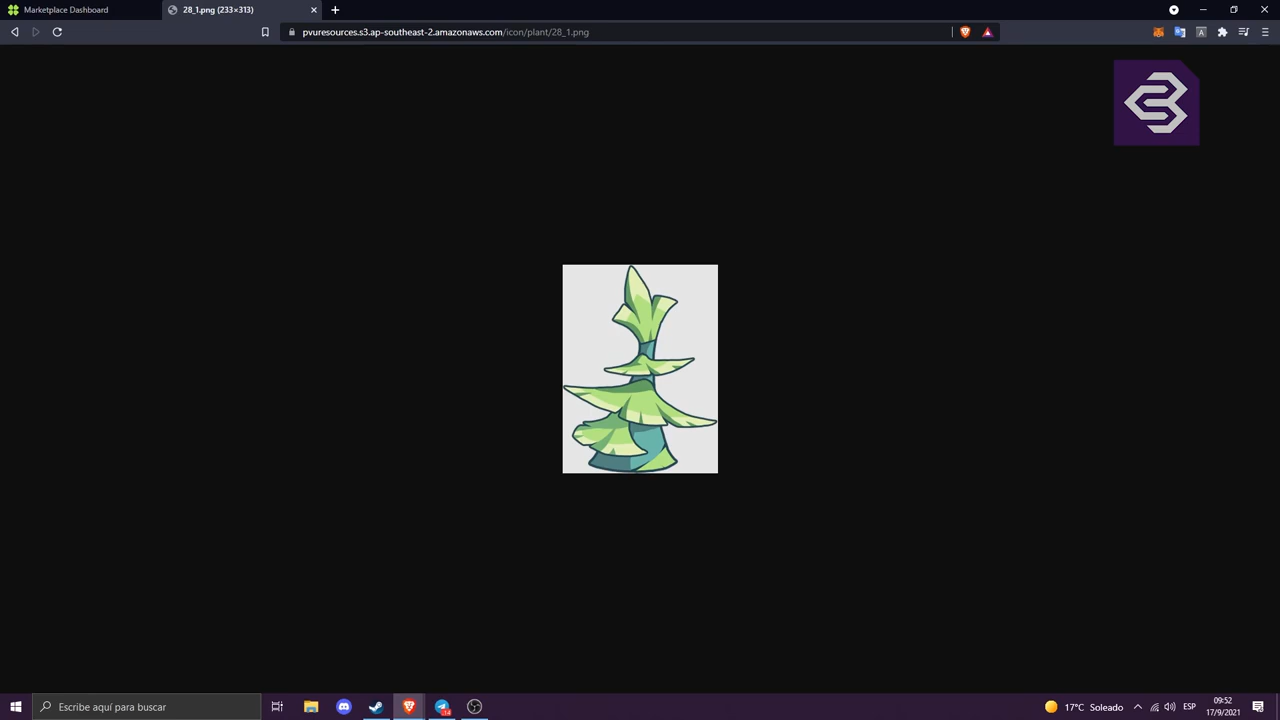 Marketplace Dashboard
28_1.png (233×313)
pvuresources.s3.ap-southeast-2.amazonaws.com/icon/plant/28_1.png
Escribe aquí para buscar
17°C Soleado
ESP
09:52
17/9/2021